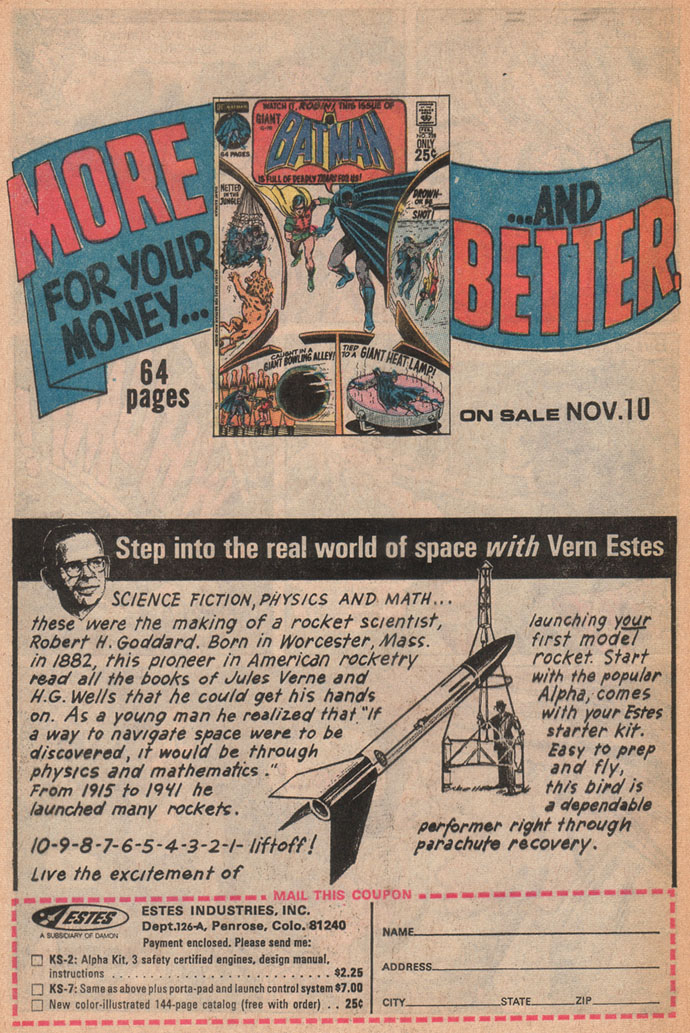 MORE
FOR YOUR
MONEY...
64
pages
WATCH IT, ROBIN! THIS ISSUE OF
GIANT
BATMAN
64 PAGES
ONLY
25¢
IS FULL OF DEADLY TRAPS FOR US!
NETTED
IN THE
JUNGLE!
DROWN-
SHOT!
CAUGHT IN A
GIANT BOWLING ALLEY!
TIED
TO A GIANT HEAT LAMP!
...AND
BETTER.
ON SALE NOV.10
Step into the real world of space with Vern Estes
SCIENCE FICTION, PHYSICS AND MATH...
these were the making of a rocket scientist,
Robert H. Goddard. Born in Worcester, Mass.
in 1882, this pioneer in American rocketry
read all the books of Jules Verne and
H.G. Wells that he could get his hands
on. As a young man he realized that "If
a way to navigate space were to be
discovered, it would be through
physics and mathematics."
From 1915 to 1941 he
launched many rockets.
10-9-8-7-6-5-4-3-2-1- liftoff!
Live the excitement of
launching your
first model
rocket. Start
with the popular
Alpha, comes
with your Estes
starter kit.
Easy to prep
and fly,
this bird is
a dependable
performer right through
parachute recovery.
MAIL THIS COUPON
ESTES
A SUBSIDIARY OF DAMON
ESTES INDUSTRIES, INC.
Dept.126-A, Penrose, Colo. 81240
Payment enclosed. Please send me:
KS-2: Alpha Kit, 3 safety certified engines, design manual,
instructions . . . . . . . . . . . . . . . . . . . . $2.25
KS-7: Same as above plus porta-pad and launch control system $7.00
New color-illustrated 144-page catalog (free with order) . . 25¢
NAME
ADDRESS
CITY STATE ZIP